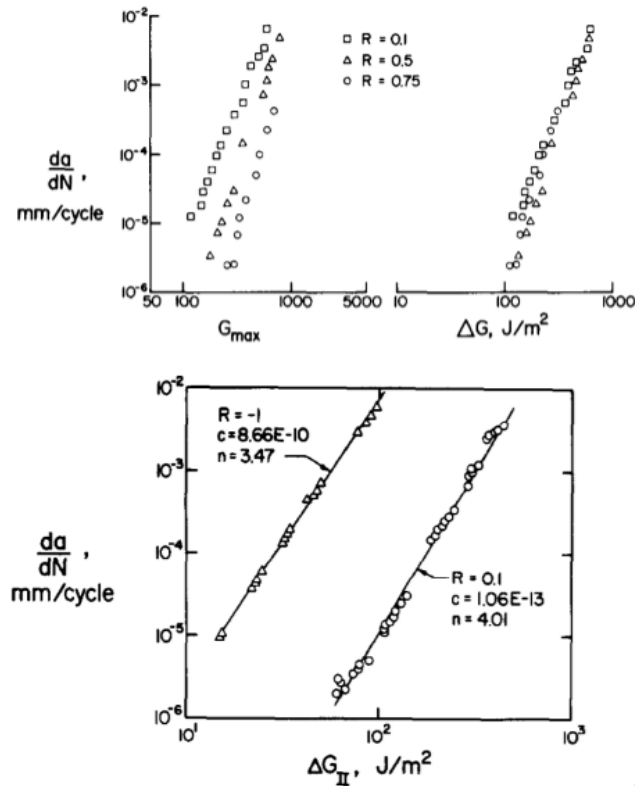 10⁻²
10⁻³
10⁻⁴
10⁻⁵
10⁻⁶
da
dN ,
mm/cycle
□ R = 0.1
△ R = 0.5
○ R = 0.75
50 100 1000 5000
G_max
10 100 1000
ΔG, J/m²
10⁻²
10⁻³
10⁻⁴
10⁻⁵
10⁻⁶
da
dN ,
mm/cycle
R = -1
c = 8.66E-10
n = 3.47
R = 0.1
c = 1.06E-13
n = 4.01
10¹ 10² 10³
ΔG_II, J/m²